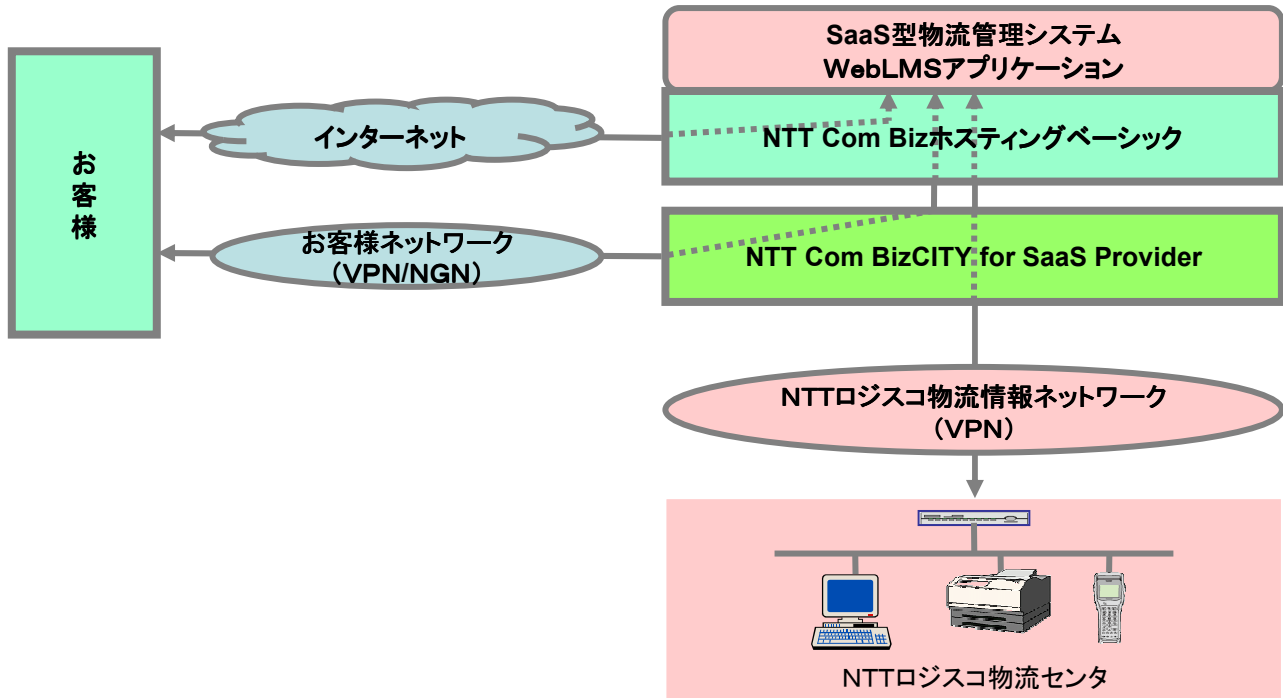 SaaS型物流管理システム
WebLMSアプリケーション
インターネット
NTT Com Bizホスティングベーシック
お客様
お客様ネットワーク
(VPN/NGN)
NTT Com BizCITY for SaaS Provider
NTTロジスコ物流情報ネットワーク
(VPN)
NTTロジスコ物流センタ